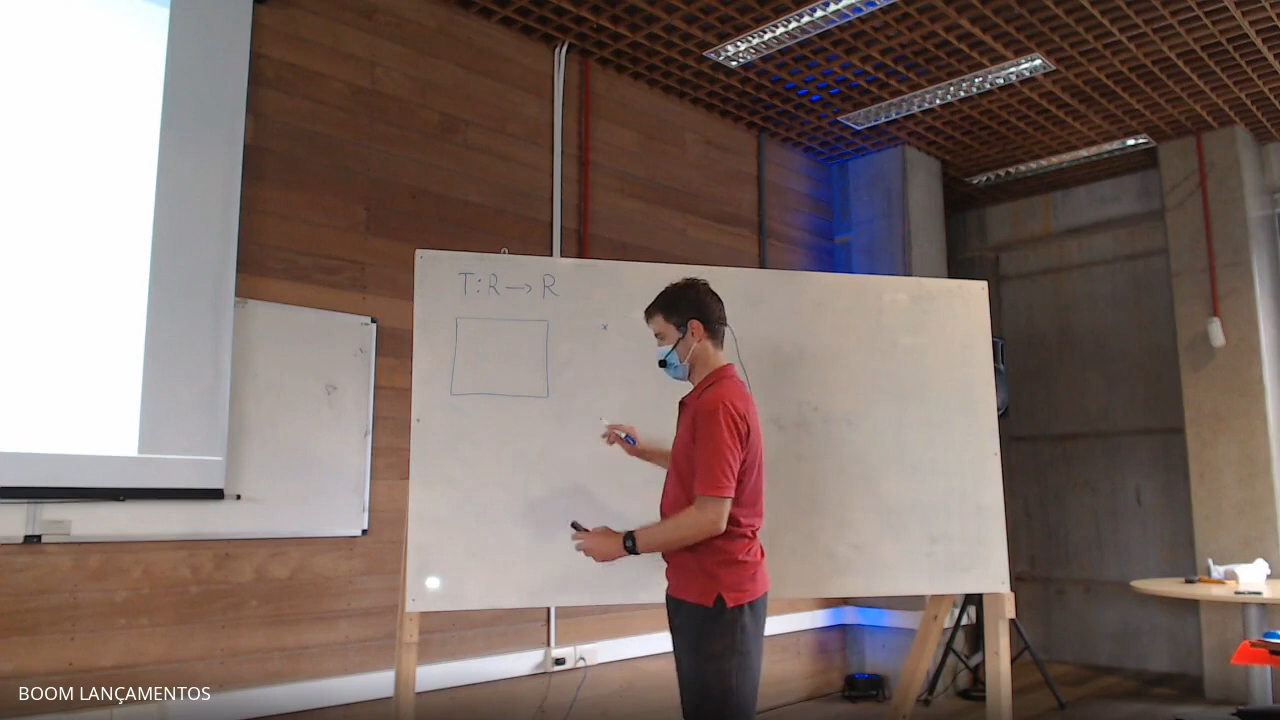 T: R → R
x
BOOM LANÇAMENTOS